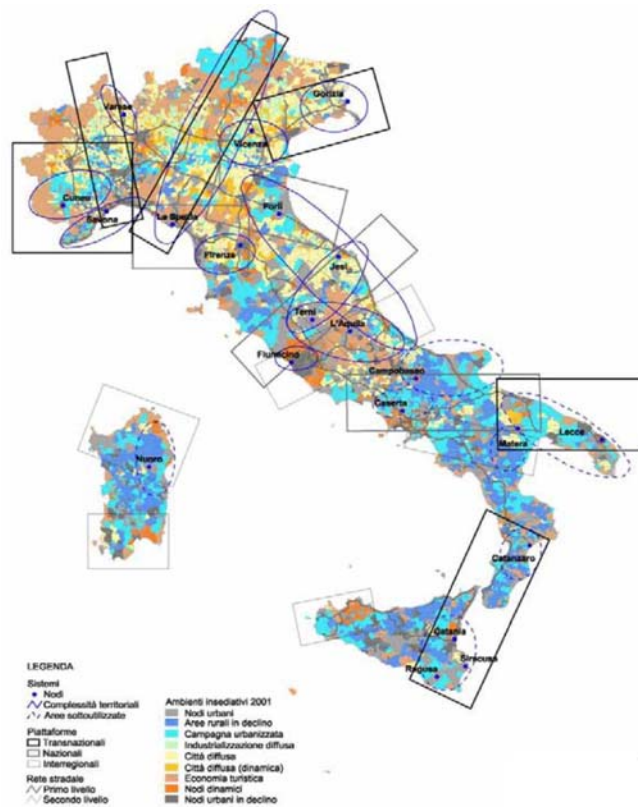 Gorizia
Varese
Vicenza
Cuneo
Savona
La Spezia
Forlì
Firenze
Jesi
Terni
L'Aquila
Fiumicino
Campobasso
Caserta
Lecce
Matera
Nuoro
Catanzaro
Catania
Siracusa
Ragusa
LEGENDA
Sistemi
Nodi
Complessità territoriali
Aree sottoutilizzate
Piattaforme
Transnazionali
Nazionali
Interregionali
Rete stradale
Primo livello
Secondo livello
Ambienti insediativi 2001
Nodi urbani
Aree rurali in declino
Campagna urbanizzata
Industrializzazione diffusa
Città diffusa
Città diffusa (dinamica)
Economia turistica
Nodi dinamici
Nodi urbani in declino